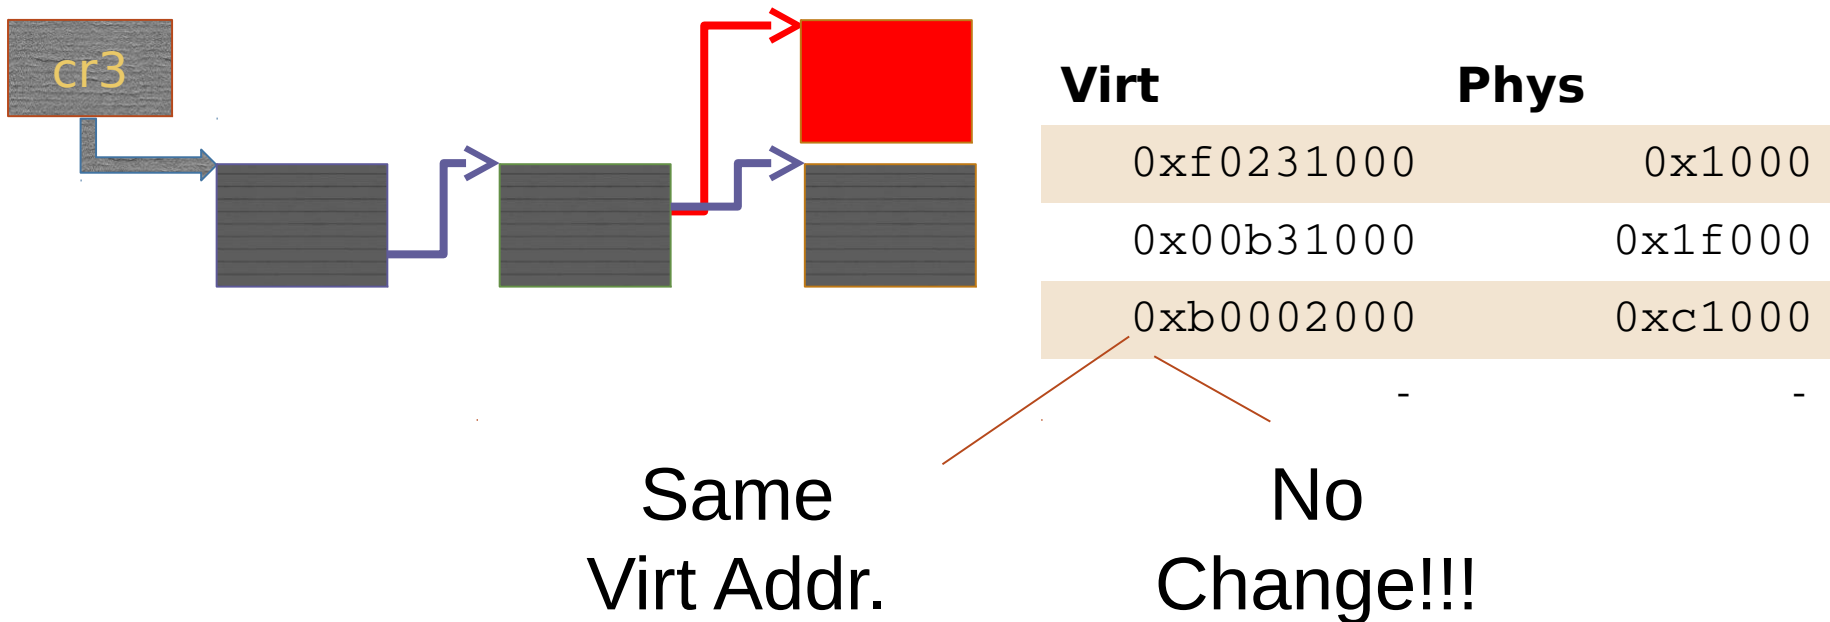 cr3
Virt Phys
0xf0231000 0x1000
0x00b31000 0x1f000
0xb0002000 0xc1000
- -
Same
Virt Addr.
No
Change!!!